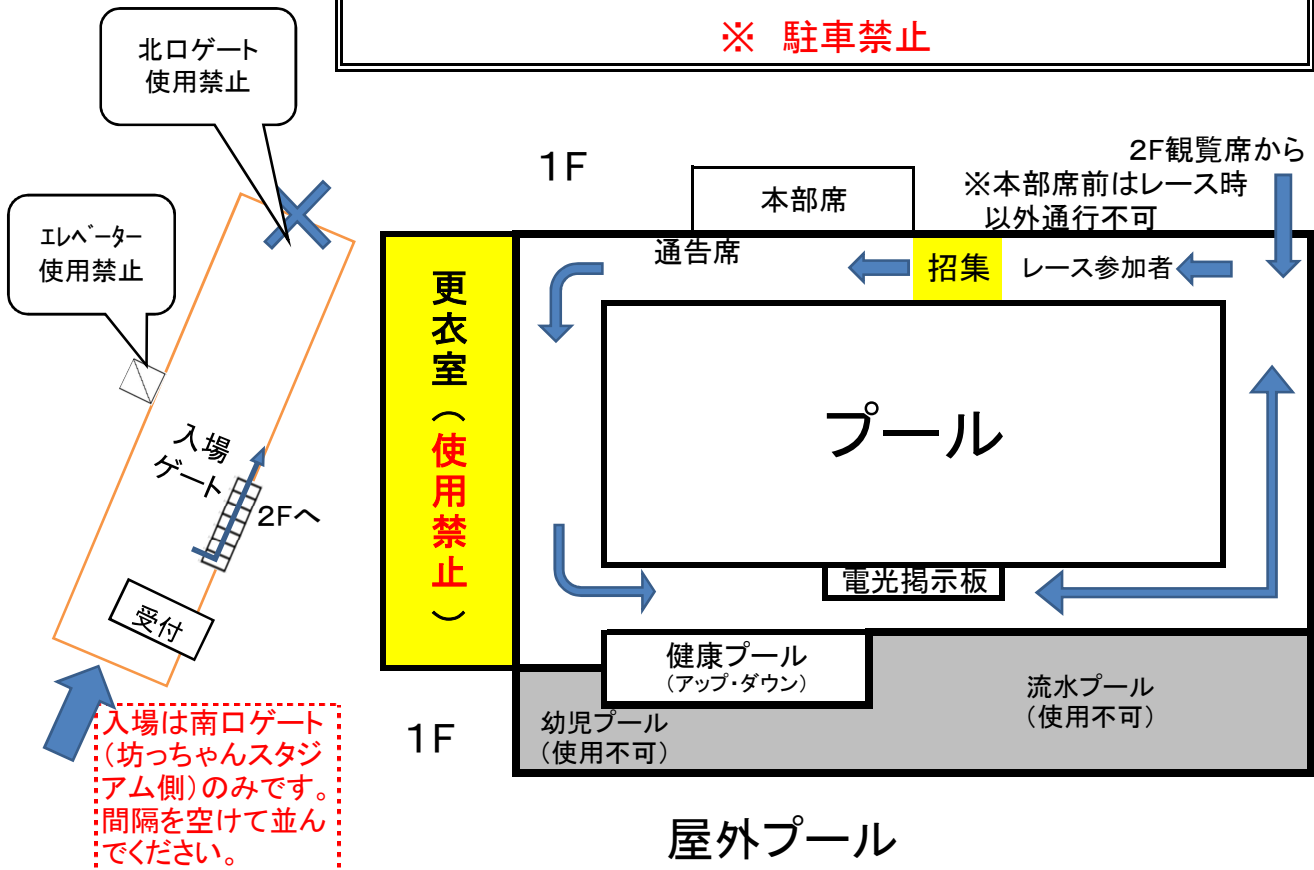 ※ 駐車禁止
北口ゲート
使用禁止
エレベーター
使用禁止
入場
ゲート
2Fへ
受付
入場は南口ゲート
(坊っちゃんスタジ
アム側)のみです。
間隔を空けて並ん
でください。
1F
本部席
2F観覧席から
※本部席前はレース時
以外通行不可
通告席
招集
レース参加者
更衣室(使用禁止)
プール
電光掲示板
健康プール
(アップ・ダウン)
流水プール
(使用不可)
幼児プール
(使用不可)
1F
屋外プール